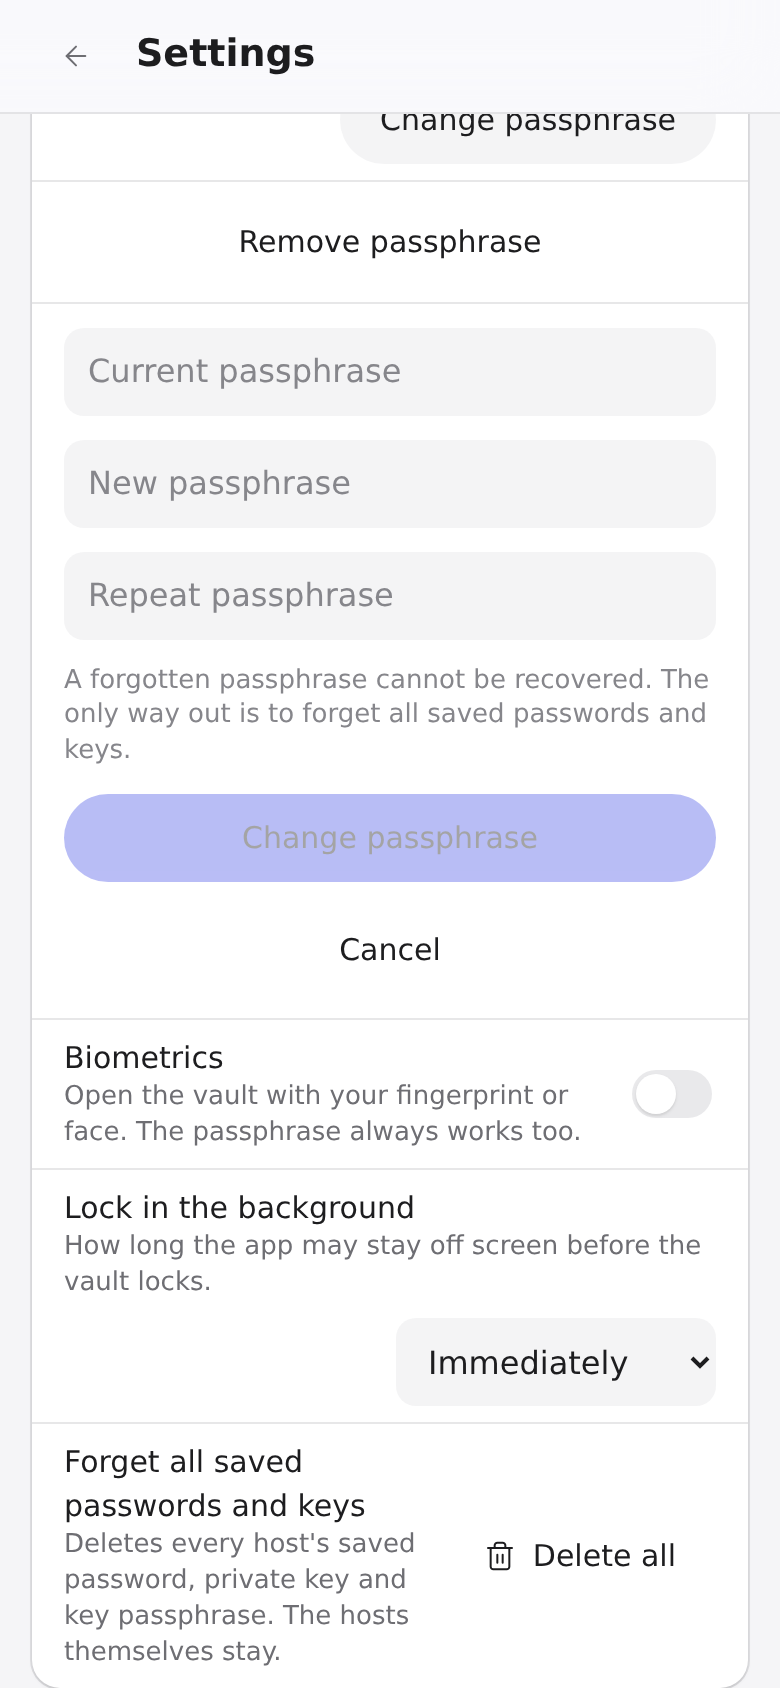 Settings
Change passphrase
Remove passphrase
Current passphrase
New passphrase
Repeat passphrase
A forgotten passphrase cannot be recovered. The
only way out is to forget all saved passwords and
keys.
Change passphrase
Cancel
Biometrics
Open the vault with your fingerprint or
face. The passphrase always works too.
Lock in the background
How long the app may stay off screen before the
vault locks.
Immediately
Forget all saved
passwords and keys
Deletes every host's saved
password, private key and
key passphrase. The hosts
themselves stay.
Delete all